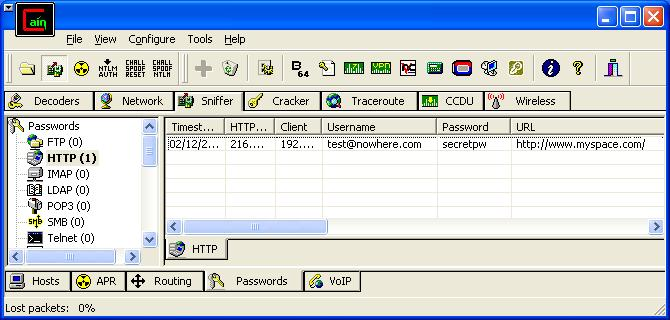 Cain
File View Configure Tools Help
NTLM AUTH CHALL SPOOF RESET CHALL SPOOF NTLM B64 VPN
Decoders Network Sniffer Cracker Traceroute CCDU Wireless
Passwords
FTP (0)
HTTP (1)
IMAP (0)
LDAP (0)
POP3 (0)
SMB (0)
Telnet (0)
Timest... HTTP... Client Username Password URL
02/12/2... 216.... 192.... test@nowhere.com secretpw http://www.myspace.com/
HTTP
Hosts APR Routing Passwords VoIP
Lost packets: 0%